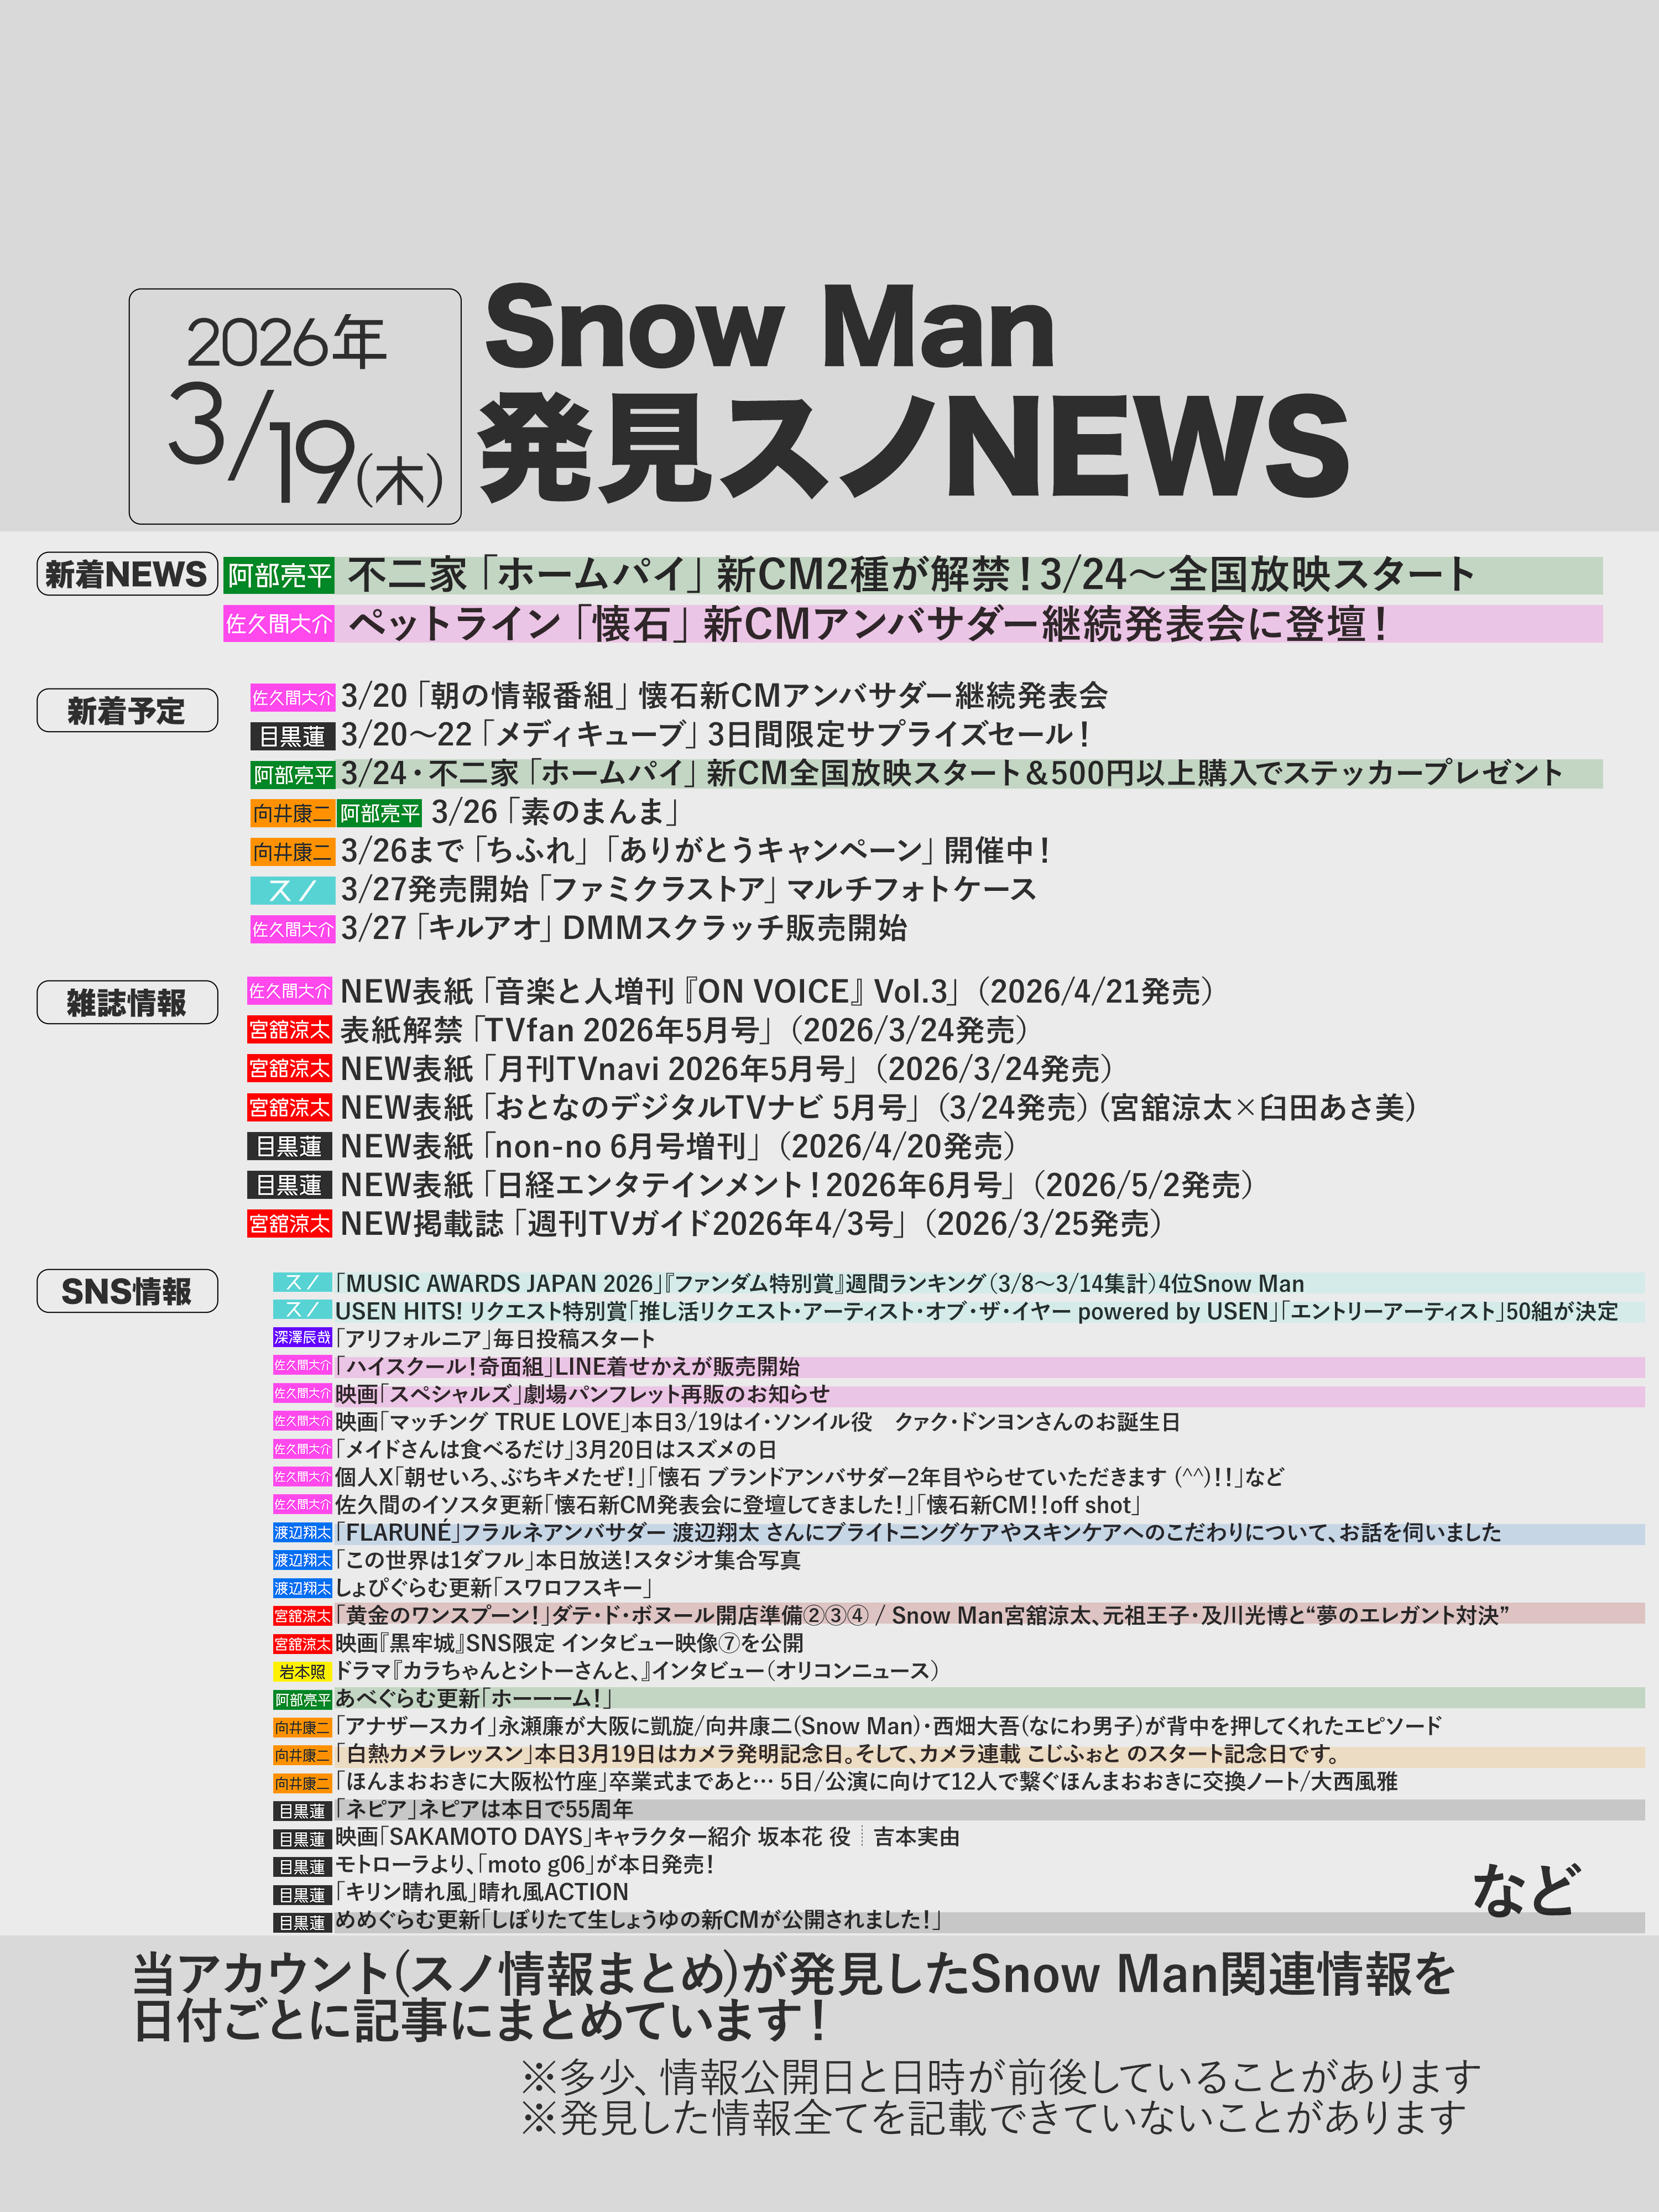 2026年
3/19(木)
Snow Man
発見スノNEWS
新着NEWS
阿部亮平 不二家「ホームパイ」新CM2種が解禁！3/24～全国放映スタート
佐久間大介 ペットライン「懐石」新CMアンバサダー継続発表会に登壇！
新着予定
佐久間大介 3/20「朝の情報番組」懐石新CMアンバサダー継続発表会
目黒蓮 3/20～22「メディキューブ」3日間限定サプライズセール！
阿部亮平 3/24・不二家「ホームパイ」新CM全国放映スタート＆500円以上購入でステッカープレゼント
向井康二 阿部亮平 3/26「素のまんま」
向井康二 3/26まで「ちふれ」「ありがとうキャンペーン」開催中！
スノ 3/27発売開始「ファミクラストア」マルチフォトケース
佐久間大介 3/27「キルアオ」DMMスクラッチ販売開始
雑誌情報
佐久間大介 NEW表紙「音楽と人増刊『ON VOICE』Vol.3」（2026/4/21発売）
宮舘涼太 表紙解禁「TVfan 2026年5月号」（2026/3/24発売）
宮舘涼太 NEW表紙「月刊TVnavi 2026年5月号」（2026/3/24発売）
宮舘涼太 NEW表紙「おとなのデジタルTVナビ 5月号」（3/24発売）(宮舘涼太×臼田あさ美)
目黒蓮 NEW表紙「non-no 6月号増刊」（2026/4/20発売）
目黒蓮 NEW表紙「日経エンタテインメント！2026年6月号」（2026/5/2発売）
宮舘涼太 NEW掲載誌「週刊TVガイド2026年4/3号」（2026/3/25発売）
SNS情報
スノ 「MUSIC AWARDS JAPAN 2026」『ファンダム特別賞』週間ランキング（3/8～3/14集計）4位Snow Man
スノ USEN HITS! リクエスト特別賞「推し活リクエスト・アーティスト・オブ・ザ・イヤー powered by USEN」「エントリーアーティスト」50組が決定
深澤辰哉 「アリフォルニア」毎日投稿スタート
佐久間大介 「ハイスクール！奇面組」LINE着せかえが販売開始
佐久間大介 映画「スペシャルズ」劇場パンフレット再販のお知らせ
佐久間大介 映画「マッチング TRUE LOVE」本日3/19はイ・ソンイル役　クァク・ドンヨンさんのお誕生日
佐久間大介 「メイドさんは食べるだけ」3月20日はスズメの日
佐久間大介 個人X「朝せいろ、ぶちキメたぜ！」「懐石 ブランドアンバサダー2年目やらせていただきます (^^)！！」など
佐久間大介 佐久間のイソスタ更新「懐石新CM発表会に登壇してきました！」「懐石新CM！！off shot」
渡辺翔太 「FLARUNÉ」フラルネアンバサダー 渡辺翔太 さんにブライトニングケアやスキンケアへのこだわりについて、お話を伺いました
渡辺翔太 「この世界は1ダフル」本日放送！スタジオ集合写真
渡辺翔太 しょぴぐらむ更新「スワロフスキー」
宮舘涼太 「黄金のワンスプーン！」ダテ・ド・ボヌール開店準備②③④ / Snow Man宮舘涼太、元祖王子・及川光博と“夢のエレガント対決”
宮舘涼太 映画『黒牢城』SNS限定 インタビュー映像⑦を公開
岩本照 ドラマ『カラちゃんとシトーさんと、』インタビュー（オリコンニュース）
阿部亮平 あべぐらむ更新「ホーーーム！」
向井康二 「アナザースカイ」永瀬廉が大阪に凱旋/向井康二(Snow Man)・西畑大吾(なにわ男子)が背中を押してくれたエピソード
向井康二 「白熱カメラレッスン」本日3月19日はカメラ発明記念日。そして、カメラ連載 こじふぉと のスタート記念日です。
向井康二 「ほんまおおきに大阪松竹座」卒業式まであと… 5日/公演に向けて12人で繋ぐほんまおおきに交換ノート/大西風雅
目黒蓮 「ネピア」ネピアは本日で55周年
目黒蓮 映画「SAKAMOTO DAYS」キャラクター紹介 坂本花 役┊吉本実由
目黒蓮 モトローラより、「moto g06」が本日発売！
目黒蓮 「キリン晴れ風」晴れ風ACTION
目黒蓮 めめぐらむ更新「しぼりたて生しょうゆの新CMが公開されました！」
など
当アカウント(スノ情報まとめ)が発見したSnow Man関連情報を
日付ごとに記事にまとめています！
※多少、情報公開日と日時が前後していることがあります
※発見した情報全てを記載できていないことがあります